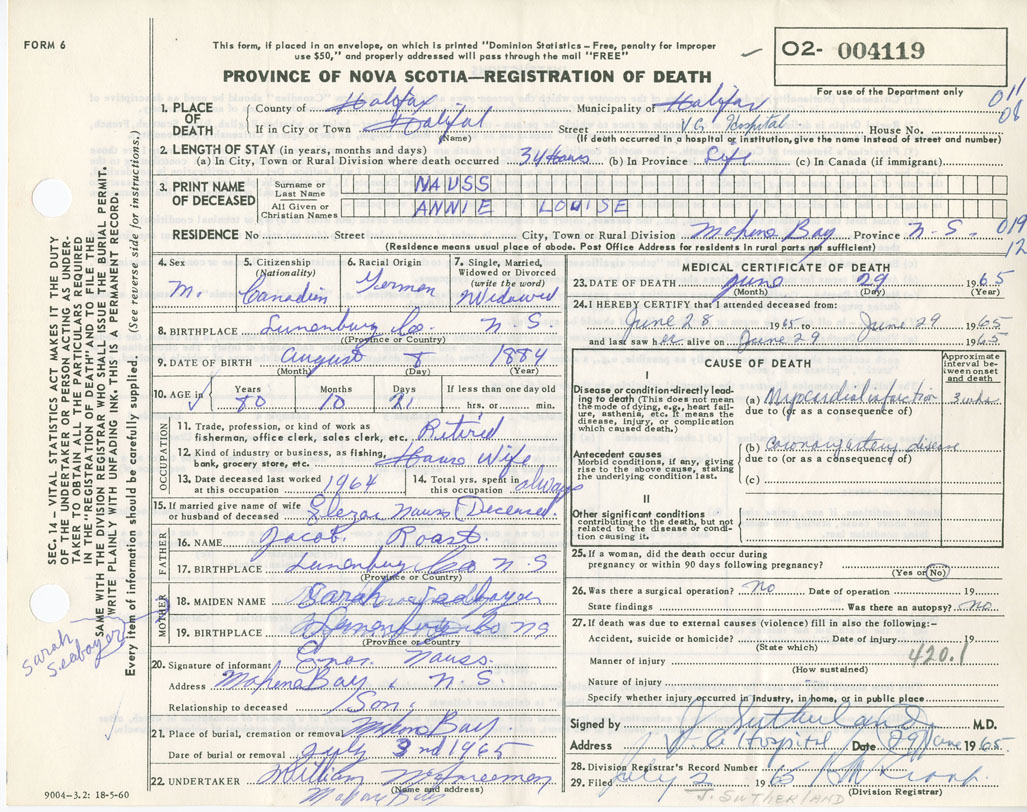 FORM 6
This form, if placed in an envelope, on which is printed "Dominion Statistics – Free, penalty for improper
use $50," and properly addressed will pass through the mail "FREE"
O2- 004119
PROVINCE OF NOVA SCOTIA—REGISTRATION OF DEATH
For use of the Department only
1. PLACE OF DEATH
County of Halifax Municipality of Halifax
If in City or Town Halifax Street V.G. Hospital House No.
(Name) (If death occurred in a hospital or institution, give the name instead of street and number)
2. LENGTH OF STAY (in years, months and days)
(a) In City, Town or Rural Division where death occurred 34 Hours (b) In Province Life (c) In Canada (if immigrant)
3. PRINT NAME OF DECEASED
Surname or Last Name NAUSS
All Given or Christian Names ANNIE LOUISE
RESIDENCE No Street City, Town or Rural Division Mahone Bay Province N.S. 019
(Residence means usual place of abode. Post Office Address for residents in rural parts not sufficient) 12
4. Sex M.
5. Citizenship (Nationality) Canadian
6. Racial Origin German
7. Single, Married, Widowed or Divorced (write the word) Widowed
8. BIRTHPLACE Lunenburg Co. N S
(Province or Country)
9. DATE OF BIRTH August 8 1884
(Month) (Day) (Year)
10. AGE in Years 80 Months 10 Days 21 If less than one day old hrs. or min.
OCCUPATION
11. Trade, profession, or kind of work as
fisherman, office clerk, sales clerk, etc. Retired
12. Kind of industry or business, as fishing,
bank, grocery store, etc. Hous Wife
13. Date deceased last worked
at this occupation 1964
14. Total yrs. spent in
this occupation always
15. If married give name of wife
or husband of deceased Nauss (Deceased)
FATHER
16. NAME Jacob. Roast
17. BIRTHPLACE Lunenburg Co N S
(Province or Country)
MOTHER
18. MAIDEN NAME Sarah
19. BIRTHPLACE Lunenburg Co NS
(Province or Country)
20. Signature of informant Enos. Nauss.
Address Mahone Bay, N.S.
Relationship to deceased Son.
21. Place of burial, cremation or removal Mahone Bay.
Date of burial or removal July 3nd 1965
22. UNDERTAKER William
(Name and address)
Mahone Bay
MEDICAL CERTIFICATE OF DEATH
23. DATE OF DEATH June 29 1965
(Month) (Day) (Year)
24. I HEREBY CERTIFY that I attended deceased from:
June 28 1965 to June 29 1965
and last saw her alive on June 29 1965
CAUSE OF DEATH
Approximate interval between onset and death
I
Disease or condition directly leading to death (This does not mean
the mode of dying, e.g., heart failure, asthenia, etc. It means the
disease, injury, or complication
which caused death.)
(a) Myocardial infarction
due to (or as a consequence of)
Antecedent causes
Morbid conditions, if any, giving
rise to the above cause, stating
the underlying condition last.
(b) Coronary artery disease
due to (or as a consequence of)
(c)
II
Other significant conditions
contributing to the death, but not
related to the disease or condition causing it.
25. If a woman, did the death occur during
pregnancy or within 90 days following pregnancy?
(Yes or No)
26. Was there a surgical operation? No Date of operation 19
State findings Was there an autopsy? No
27. If death was due to external causes (violence) fill in also the following:–
Accident, suicide or homicide? Date of injury 19
(State which)
420.1
Manner of injury
(How sustained)
Nature of injury
Specify whether injury occurred in industry, in home, or in public place
Signed by J Sutherland M.D.
Address V. G Hospital Date 29 June 1965
28. Division Registrar's Record Number
29. Filed July 2 1965
(Division Registrar)
J. SUTHERLAND
SEC. 14 – VITAL STATISTICS ACT MAKES IT THE DUTY
OF THE UNDERTAKER OR PERSON ACTING AS UNDERTAKER TO OBTAIN ALL THE PARTICULARS REQUIRED
IN THE "REGISTRATION OF DEATH" AND TO FILE THE
SAME WITH THE DIVISION REGISTRAR WHO SHALL ISSUE THE BURIAL PERMIT.
WRITE PLAINLY WITH UNFADING INK. THIS IS A PERMANENT RECORD.
Every item of information should be carefully supplied. (See reverse side for instructions.)
Sarah
Seaboyer
9004–3.2: 18-5-60